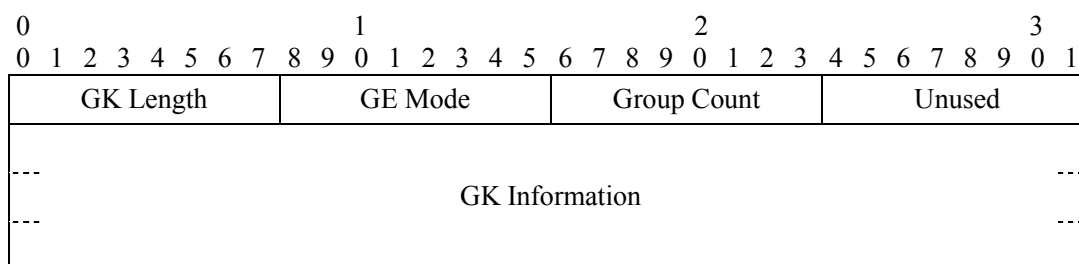 0 1 2 3
0 1 2 3 4 5 6 7 8 9 0 1 2 3 4 5 6 7 8 9 0 1 2 3 4 5 6 7 8 9 0 1
GK Length GE Mode Group Count Unused
GK Information